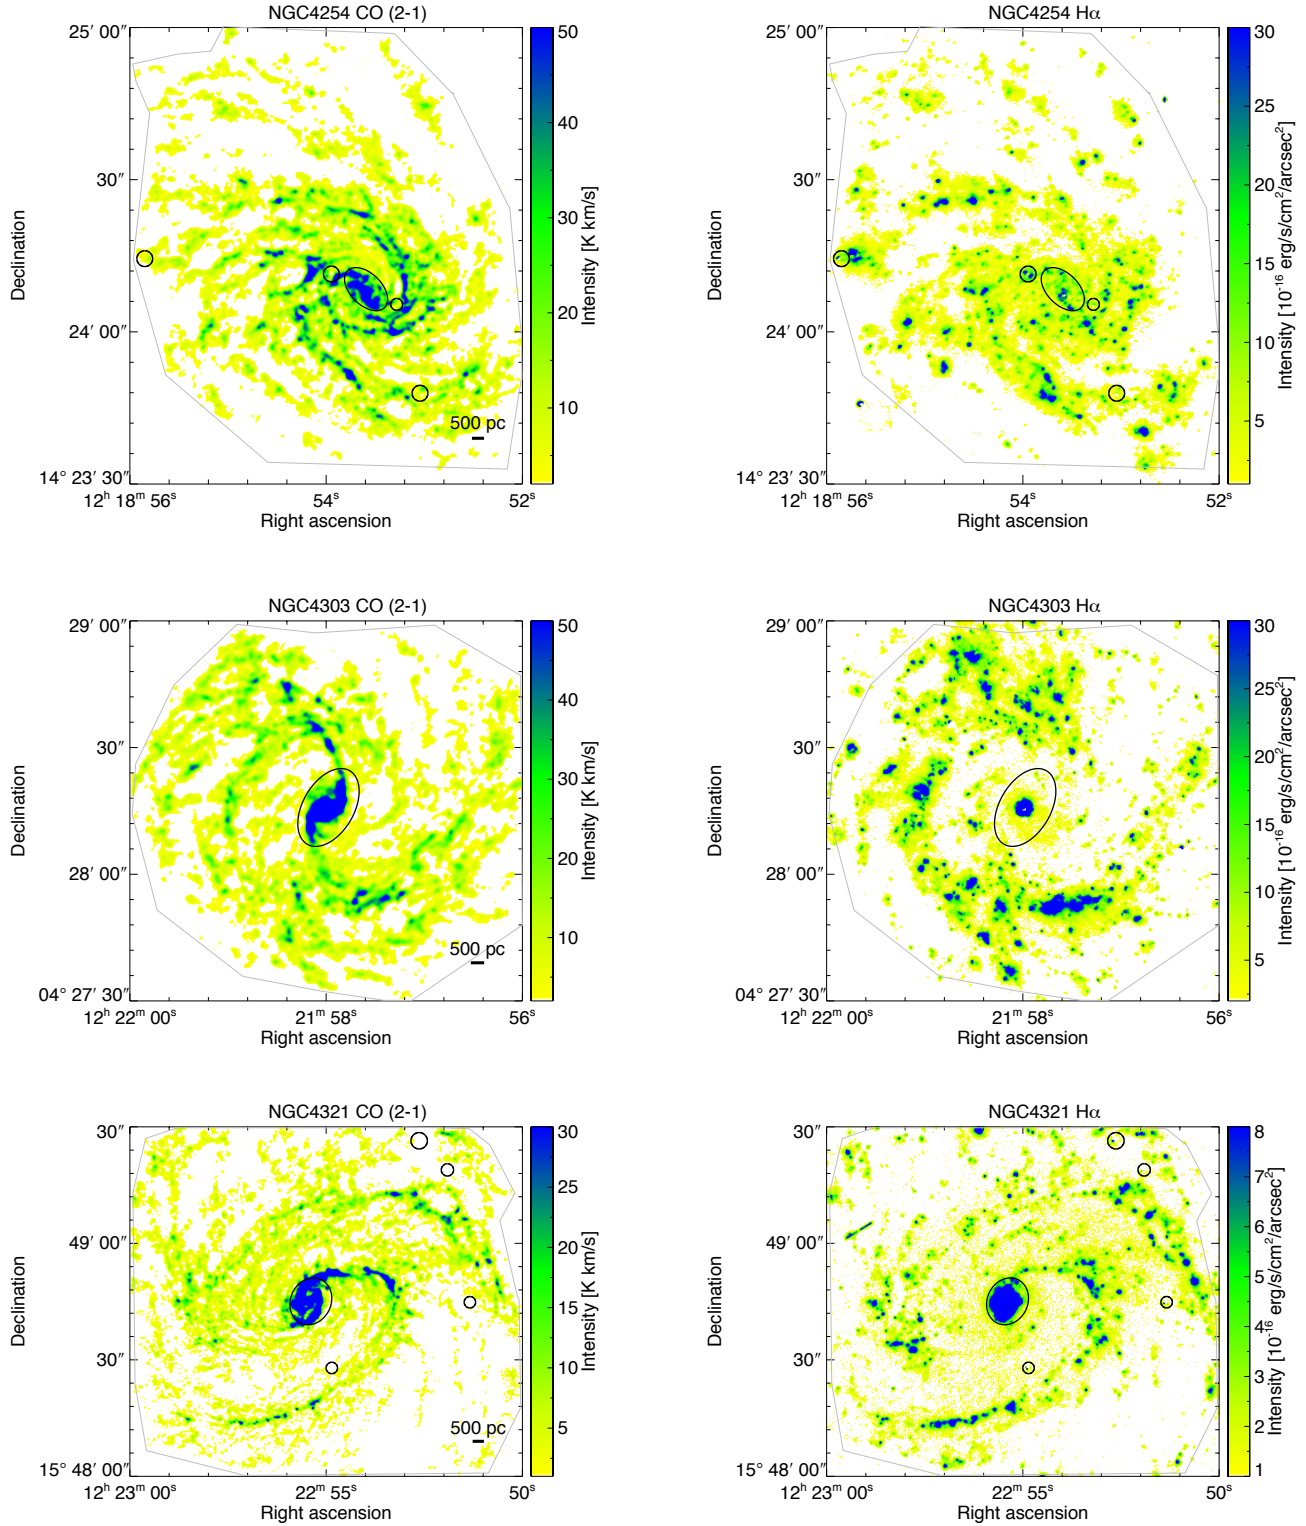 NGC4254 CO (2-1)
25′ 00″
30″
24′ 00″
14° 23′ 30″
12ʰ 18ᵐ 56ˢ
54ˢ
52ˢ
Right ascension
Declination
500 pc
50
40
30
20
10
Intensity [K km/s]
NGC4254 Hα
12ʰ 18ᵐ 56ˢ
54ˢ
52ˢ
Right ascension
25′ 00″
30″
24′ 00″
14° 23′ 30″
Declination
30
25
20
15
10
5
Intensity [10⁻¹⁶ erg/s/cm²/arcsec²]
NGC4303 CO (2-1)
29′ 00″
30″
28′ 00″
04° 27′ 30″
12ʰ 22ᵐ 00ˢ
21ᵐ 58ˢ
56ˢ
Right ascension
Declination
500 pc
50
40
30
20
10
Intensity [K km/s]
NGC4303 Hα
29′ 00″
30″
28′ 00″
04° 27′ 30″
12ʰ 22ᵐ 00ˢ
21ᵐ 58ˢ
56ˢ
Right ascension
Declination
30
25
20
15
10
5
Intensity [10⁻¹⁶ erg/s/cm²/arcsec²]
NGC4321 CO (2-1)
30″
49′ 00″
30″
15° 48′ 00″
12ʰ 23ᵐ 00ˢ
22ᵐ 55ˢ
50ˢ
Right ascension
Declination
500 pc
30
25
20
15
10
5
Intensity [K km/s]
NGC4321 Hα
30″
49′ 00″
30″
15° 48′ 00″
12ʰ 23ᵐ 00ˢ
22ᵐ 55ˢ
50ˢ
Right ascension
Declination
8
7
6
5
4
3
2
1
Intensity [10⁻¹⁶ erg/s/cm²/arcsec²]